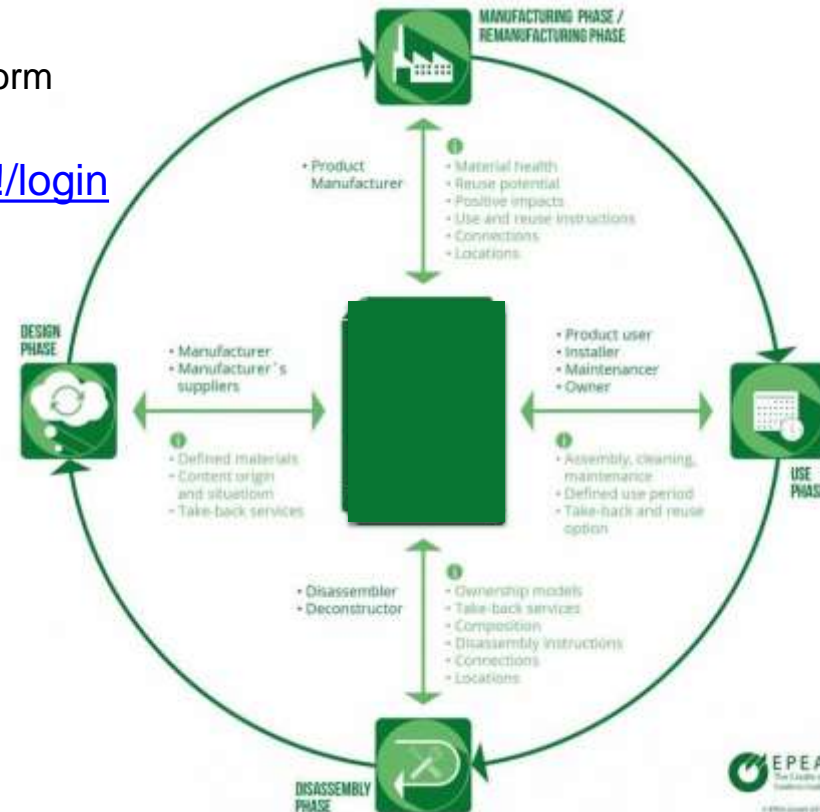 orm
!/login
MANUFACTURING PHASE /
REMANUFACTURING PHASE
• Product
Manufacturer
• Material health
• Reuse potential
• Positive impacts
• Use and reuse instructions
• Connections
• Locations
DESIGN
PHASE
• Manufacturer
• Manufacturer´s
suppliers
• Defined materials
• Content origin
and situatioin
• Take-back services
• Product user
• Installer
• Maintenancer
• Owner
• Assembly, cleaning,
maintenance
• Defined use period
• Take-back and reuse
option
USE
PHAS
• Disassembler
• Deconstructor
• Ownership models
• Take-back services
• Composition
• Disassembly instructions
• Connections
• Locations
DISASSEMBLY
PHASE
EPEA